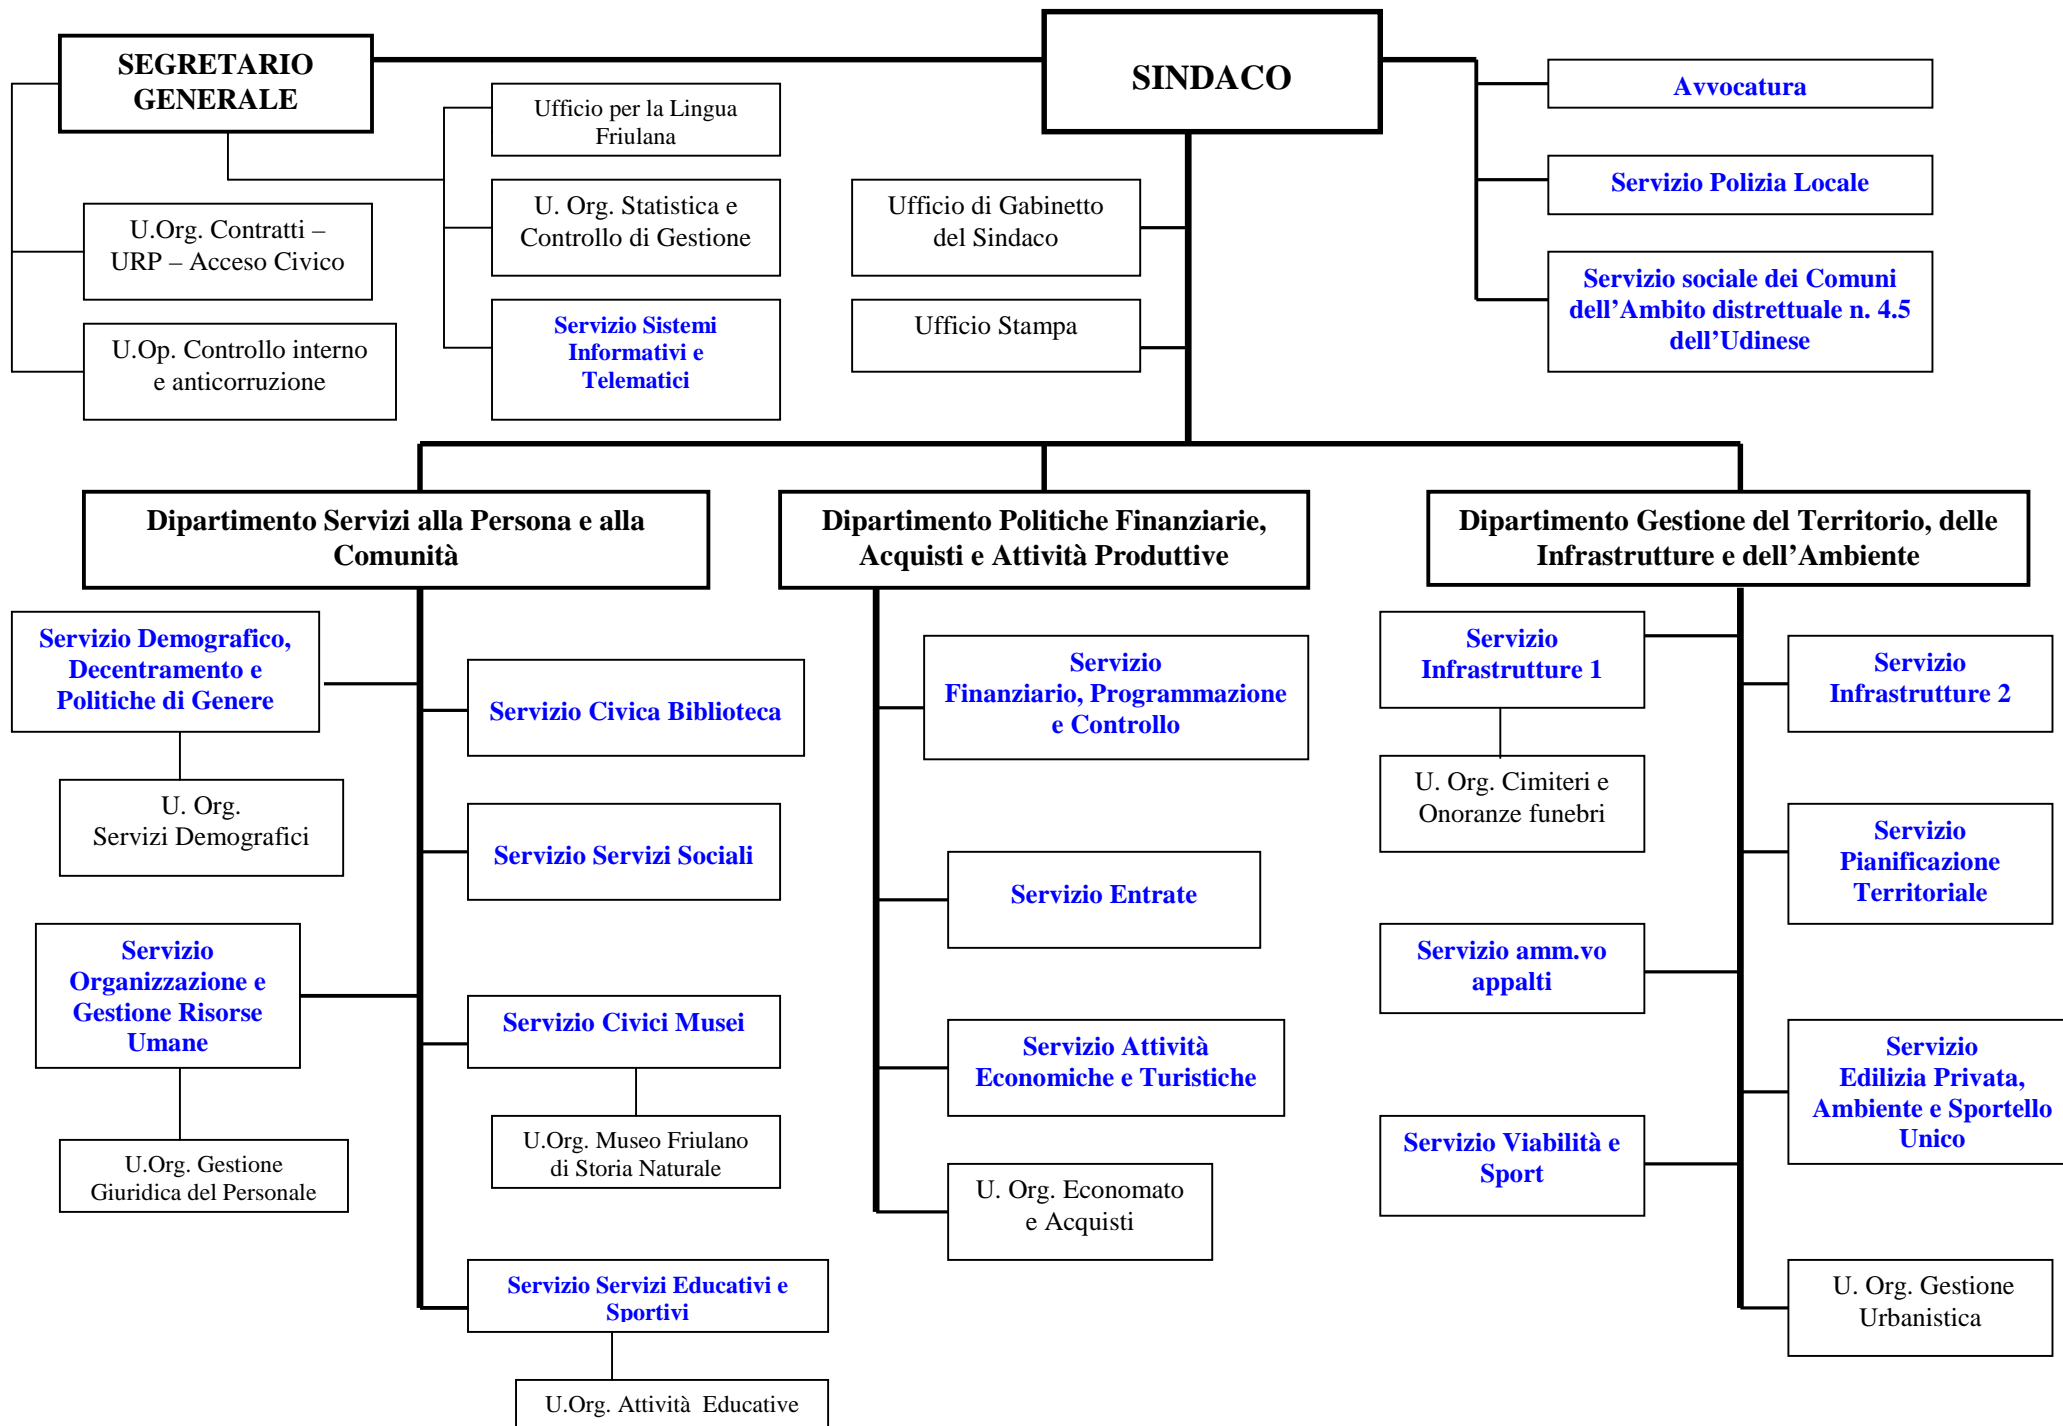 SEGRETARIO
GENERALE
SINDACO
Avvocatura
Servizio Polizia Locale
Servizio sociale dei Comuni
dell’Ambito distrettuale n. 4.5
dell’Udinese
Ufficio per la Lingua
Friulana
U. Org. Statistica e
Controllo di Gestione
Servizio Sistemi
Informativi e
Telematici
U.Org. Contratti –
URP – Acceso Civico
U.Op. Controllo interno
e anticorruzione
Ufficio di Gabinetto
del Sindaco
Ufficio Stampa
Dipartimento Servizi alla Persona e alla
Comunità
Dipartimento Politiche Finanziarie,
Acquisti e Attività Produttive
Dipartimento Gestione del Territorio, delle
Infrastrutture e dell’Ambiente
Servizio Demografico,
Decentramento e
Politiche di Genere
U. Org.
Servizi Demografici
Servizio
Organizzazione e
Gestione Risorse
Umane
U.Org. Gestione
Giuridica del Personale
Servizio Civica Biblioteca
Servizio Servizi Sociali
Servizio Civici Musei
U.Org. Museo Friulano
di Storia Naturale
Servizio Servizi Educativi e
Sportivi
U.Org. Attività Educative
Servizio
Finanziario, Programmazione
e Controllo
Servizio Entrate
Servizio Attività
Economiche e Turistiche
U. Org. Economato
e Acquisti
Servizio
Infrastrutture 1
U. Org. Cimiteri e
Onoranze funebri
Servizio amm.vo
appalti
Servizio Viabilità e
Sport
Servizio
Infrastrutture 2
Servizio
Pianificazione
Territoriale
Servizio
Edilizia Privata,
Ambiente e Sportello
Unico
U. Org. Gestione
Urbanistica